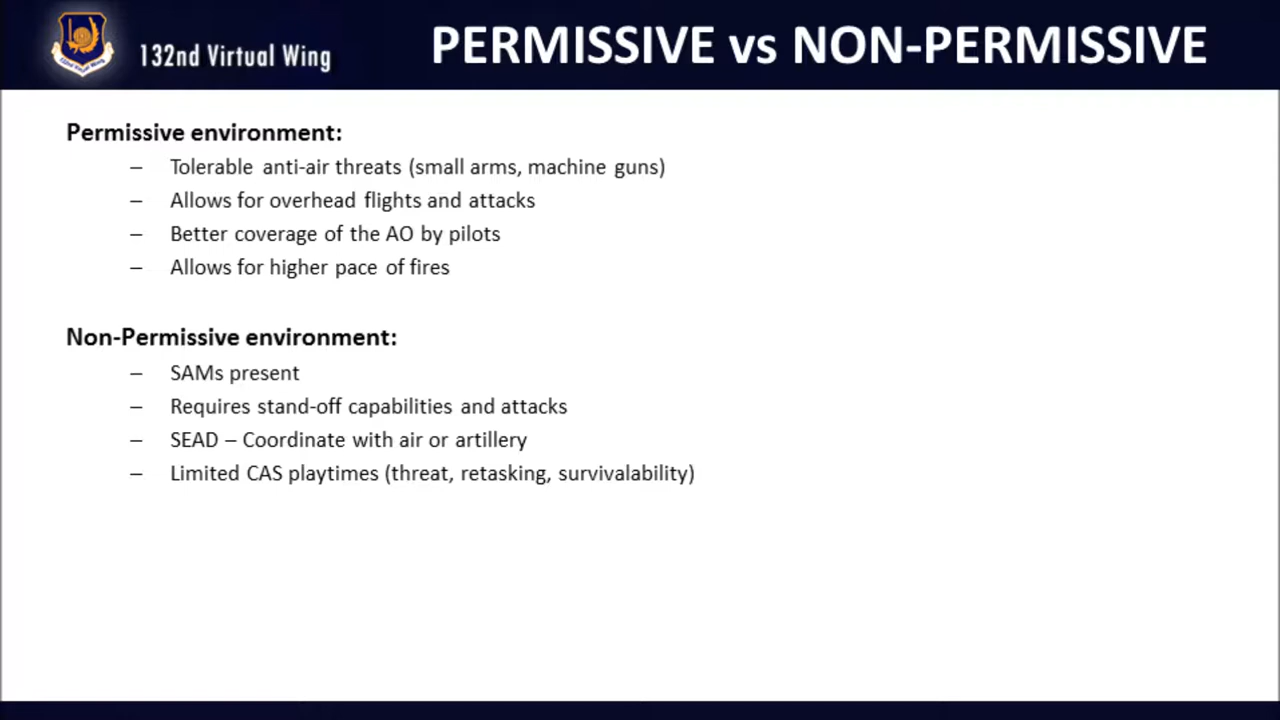 132nd Virtual Wing
PERMISSIVE vs NON-PERMISSIVE
Permissive environment:
– Tolerable anti-air threats (small arms, machine guns)
– Allows for overhead flights and attacks
– Better coverage of the AO by pilots
– Allows for higher pace of fires
Non-Permissive environment:
– SAMs present
– Requires stand-off capabilities and attacks
– SEAD – Coordinate with air or artillery
– Limited CAS playtimes (threat, retasking, survivalability)